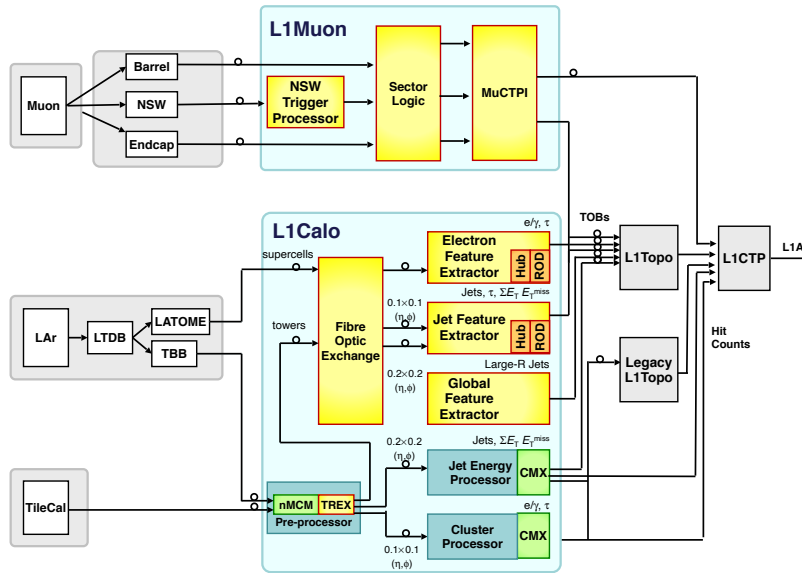 L1Muon
Muon
Barrel
NSW
Endcap
NSW
Trigger
Processor
Sector
Logic
MuCTPI
L1Calo
supercells
towers
LAr
LTDB
LATOME
TBB
Fibre
Optic
Exchange
0.1×0.1
(η,ϕ)
0.2×0.2
(η,ϕ)
e/γ, τ
Electron
Feature
Extractor
Hub
ROD
Jets, τ, ΣE_T E_T^miss
Jet Feature
Extractor
Hub
ROD
Large-R Jets
Global
Feature
Extractor
TOBs
L1Topo
L1CTP
L1A
Hit
Counts
Legacy
L1Topo
TileCal
nMCM
TREX
Pre-processor
0.2×0.2
(η,ϕ)
Jets, ΣE_T E_T^miss
Jet Energy
Processor
CMX
0.1×0.1
(η,ϕ)
e/γ, τ
Cluster
Processor
CMX